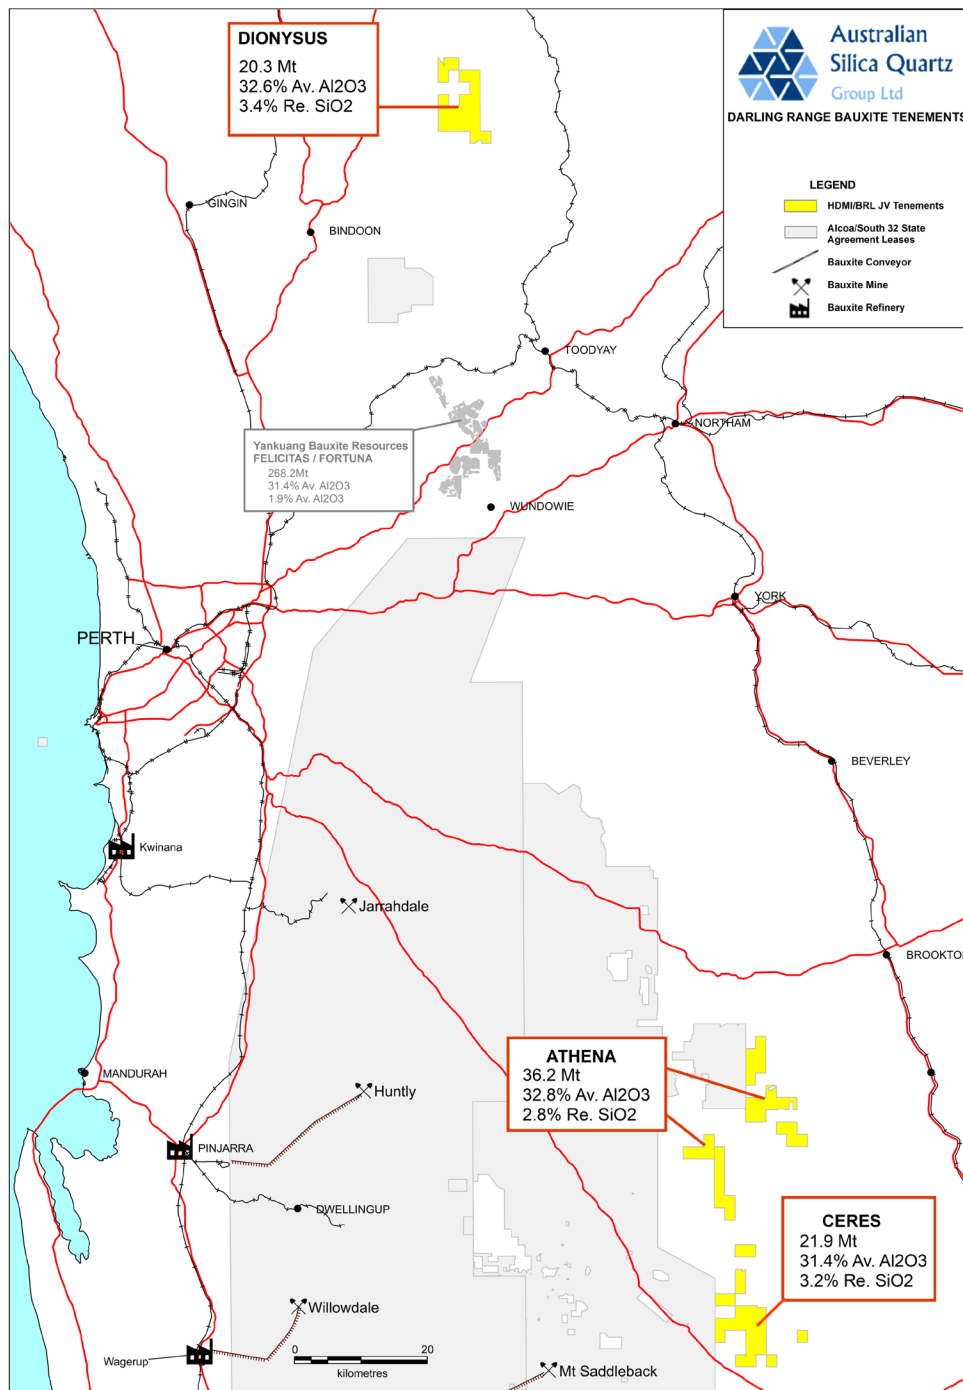 DIONYSUS
20.3 Mt
32.6% Av. Al2O3
3.4% Re. SiO2
Australian
Silica Quartz
Group Ltd
DARLING RANGE BAUXITE TENEMENTS
LEGEND
HDMI/BRL JV Tenements
Alcoa/South 32 State
Agreement Leases
Bauxite Conveyor
Bauxite Mine
Bauxite Refinery
GINGIN
BINDOON
TOODYAY
NORTHAM
Yankuang Bauxite Resources
FELICITAS / FORTUNA
268.2Mt
31.4% Av. Al2O3
1.9% Av. Al2O3
WUNDOWIE
YORK
PERTH
BEVERLEY
Kwinana
Jarrahdale
BROOKTO
ATHENA
36.2 Mt
32.8% Av. Al2O3
2.8% Re. SiO2
MANDURAH
Huntly
PINJARRA
DWELLINGUP
CERES
21.9 Mt
31.4% Av. Al2O3
3.2% Re. SiO2
Willowdale
Wagerup
0 20
kilometres
Mt Saddleback